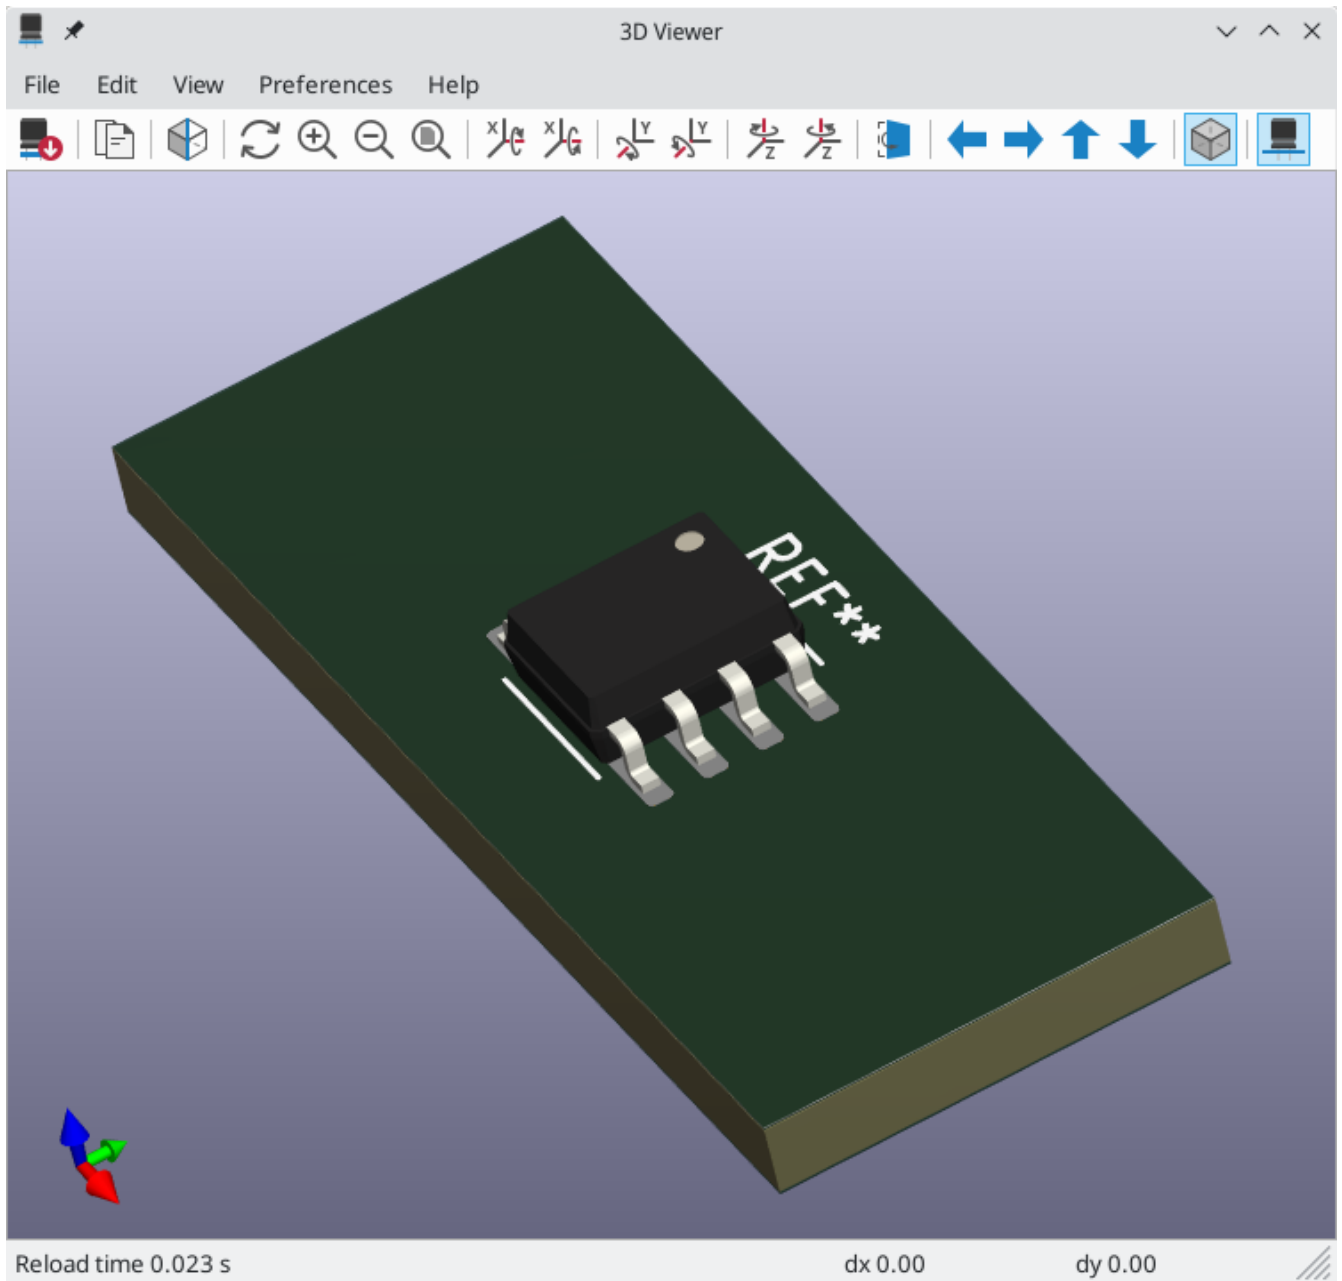 3D Viewer
File Edit View Preferences Help
X X Y Y Z Z
REF**
Reload time 0.023 s dx 0.00 dy 0.00